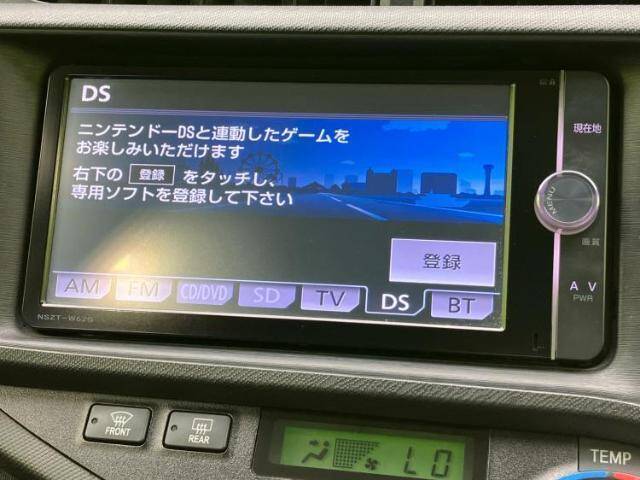 DS
ニンテンドーDSと連動したゲームを
お楽しみいただけます
右下の 登録 をタッチし、
専用ソフトを登録して下さい
登録
AM FM CD/DVD SD TV DS BT
NSZT-W62G
現在地
MENU
画質
A V
PWR
FRONT
REAR
LO
TEMP